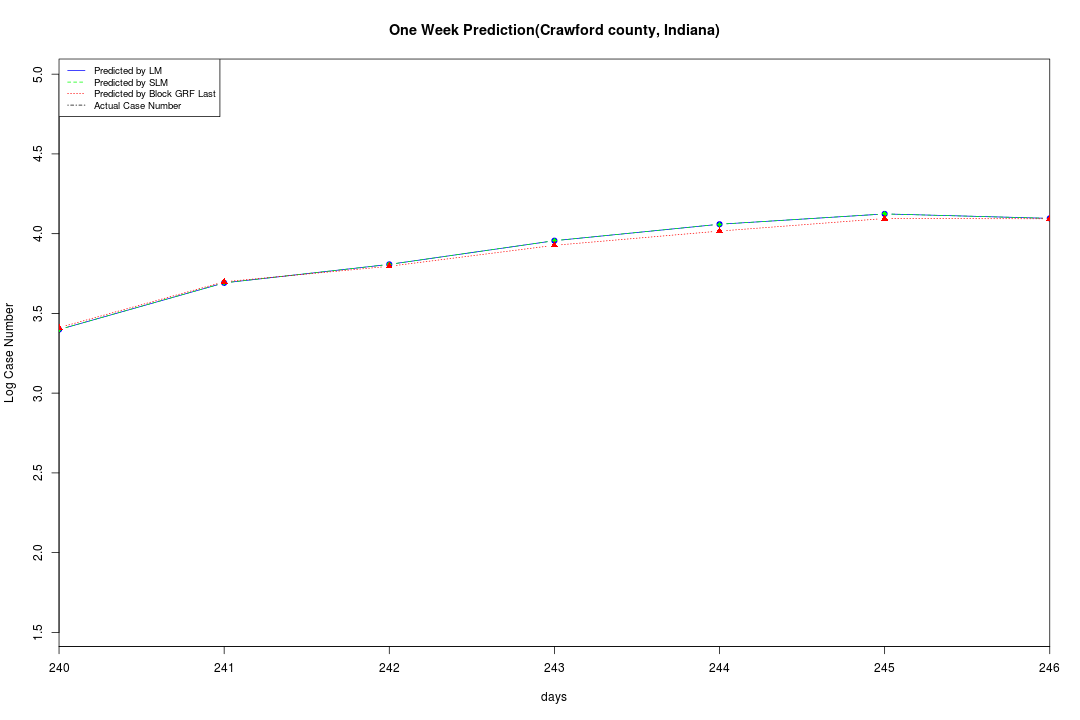 One Week Prediction(Crawford county, Indiana)
Predicted by LM
Predicted by SLM
Predicted by Block GRF Last
Actual Case Number
5.0
4.5
4.0
3.5
3.0
2.5
2.0
1.5
Log Case Number
240 241 242 243 244 245 246
days